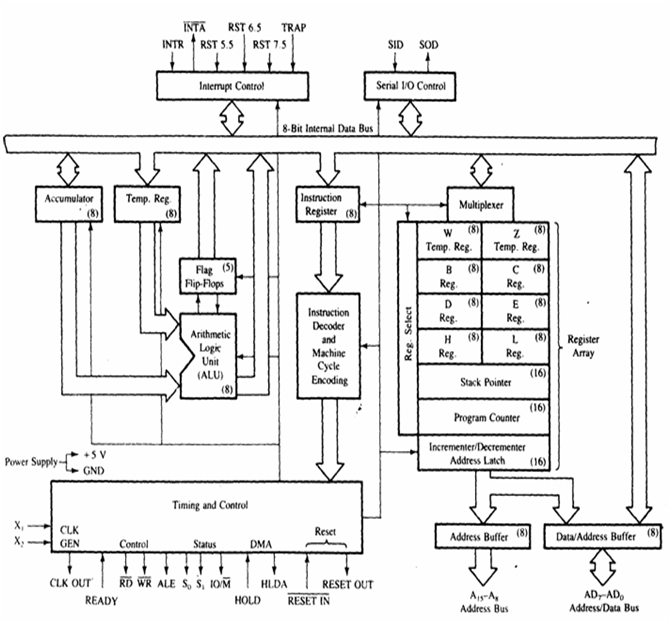 INTA
RST 6.5 TRAP
INTR RST 5.5 RST 7.5
SID SOD
Interrupt Control
Serial I/O Control
8-Bit Internal Data Bus
Accumulator
(8)
Temp. Reg.
(8)
Instruction
Register (8)
Multiplexer
Reg. Select
W (8)
Temp. Reg.
Z (8)
Temp. Reg.
B (8)
Reg.
C (8)
Reg.
D (8)
Reg.
E (8)
Reg.
H (8)
Reg.
L (8)
Reg.
(16)
Stack Pointer
(16)
Program Counter
Incrementer/Decrementer
Address Latch (16)
Register
Array
Flag (5)
Flip-Flops
Arithmetic
Logic
Unit
(ALU)
(8)
Instruction
Decoder
and
Machine
Cycle
Encoding
Power Supply
+5 V
GND
Timing and Control
X₁
X₂
CLK
GEN
Control
Status
DMA
Reset
CLK OUT
READY
RD WR ALE S₀ S₁ IO/M
HOLD
HLDA
RESET IN
RESET OUT
Address Buffer (8)
Data/Address Buffer (8)
A₁₅–A₈
Address Bus
AD₇–AD₀
Address/Data Bus